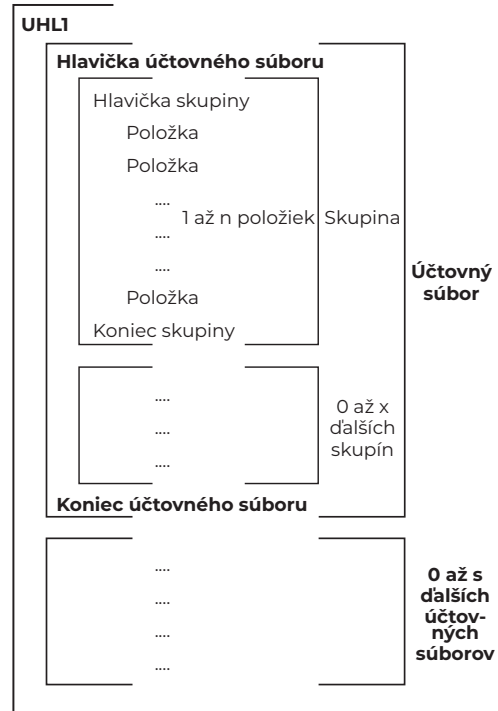 UHL1
Hlavička účtovného súboru
Hlavička skupiny
Položka
Položka
....
1 až n položiek
Skupina
....
....
Položka
Koniec skupiny
Účtovný
súbor
....
....
....
0 až x
ďalších
skupín
Koniec účtovného súboru
....
....
....
....
0 až s
ďalších
účtov-
ných
súborov